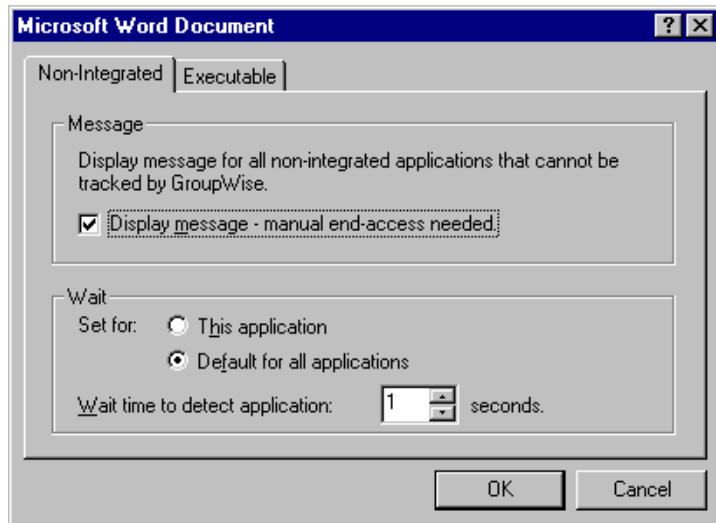 Microsoft Word Document
Non-Integrated Executable
Message
Display message for all non-integrated applications that cannot be
tracked by GroupWise.
Display message - manual end-access needed.
Wait
Set for: This application
Default for all applications
Wait time to detect application: 1 seconds.
OK Cancel